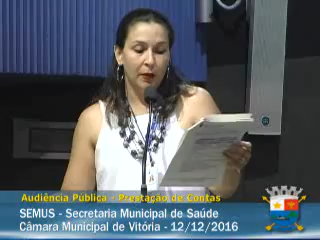 Audiência Pública - Prestação de Contas
SEMUS - Secretaria Municipal de Saúde
Câmara Municipal de Vitória - 12/12/2016